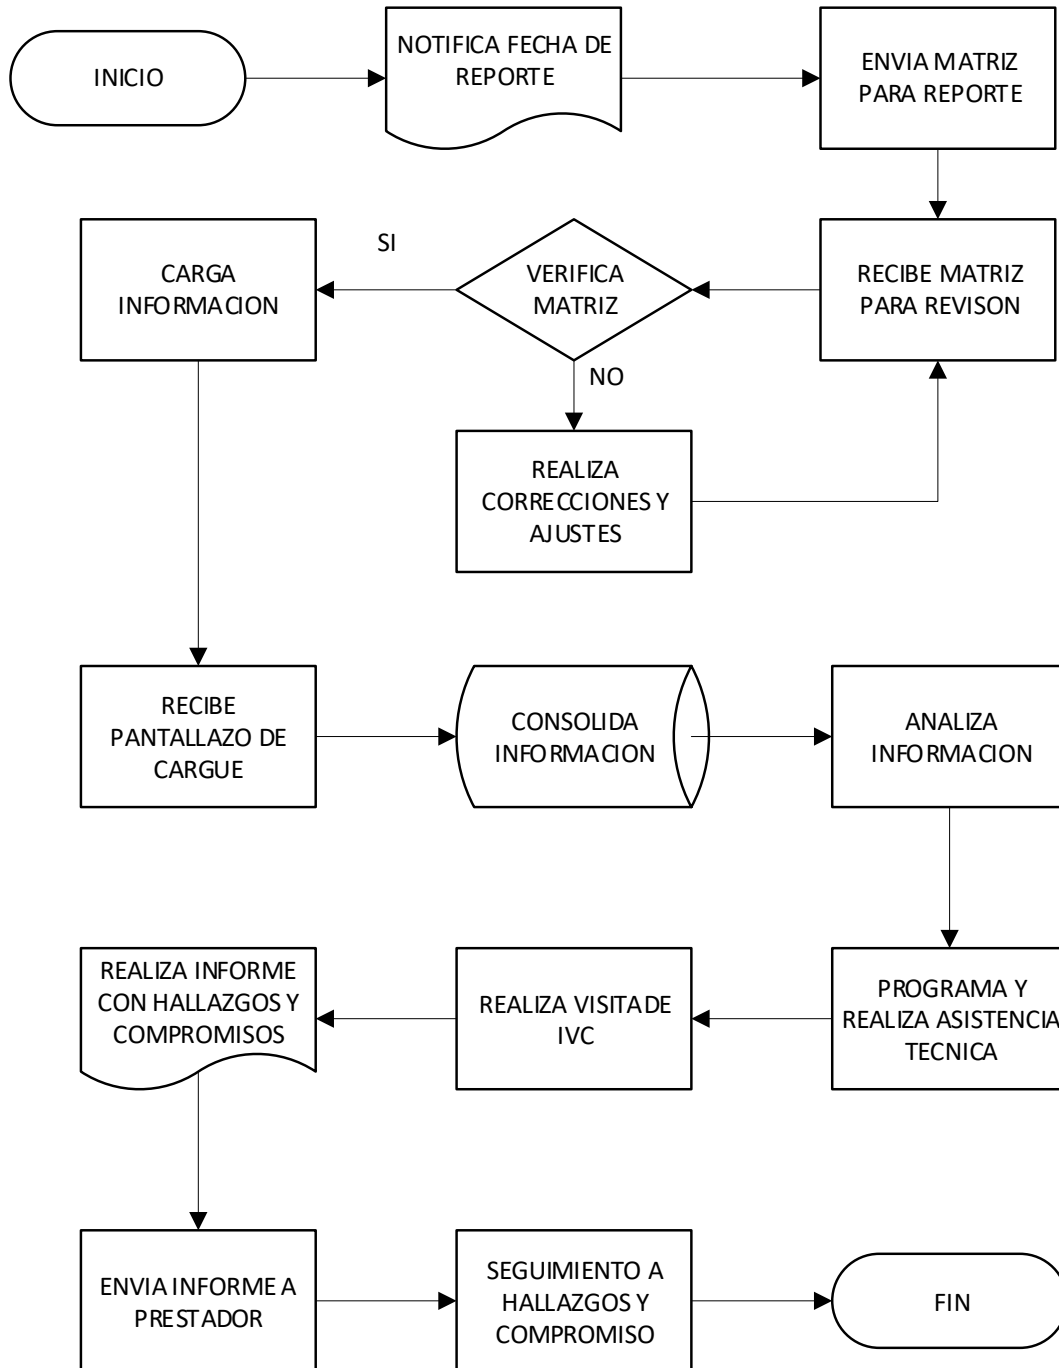 INICIO
NOTIFICA FECHA DE
REPORTE
ENVIA MATRIZ
PARA REPORTE
RECIBE MATRIZ
PARA REVISON
VERIFICA
MATRIZ
SI
CARGA
INFORMACION
NO
REALIZA
CORRECCIONES Y
AJUSTES
RECIBE
PANTALLAZO DE
CARGUE
CONSOLIDA
INFORMACION
ANALIZA
INFORMACION
PROGRAMA Y
REALIZA ASISTENCIA
TECNICA
REALIZA VISITA DE
IVC
REALIZA INFORME
CON HALLAZGOS Y
COMPROMISOS
ENVIA INFORME A
PRESTADOR
SEGUIMIENTO A
HALLAZGOS Y
COMPROMISO
FIN